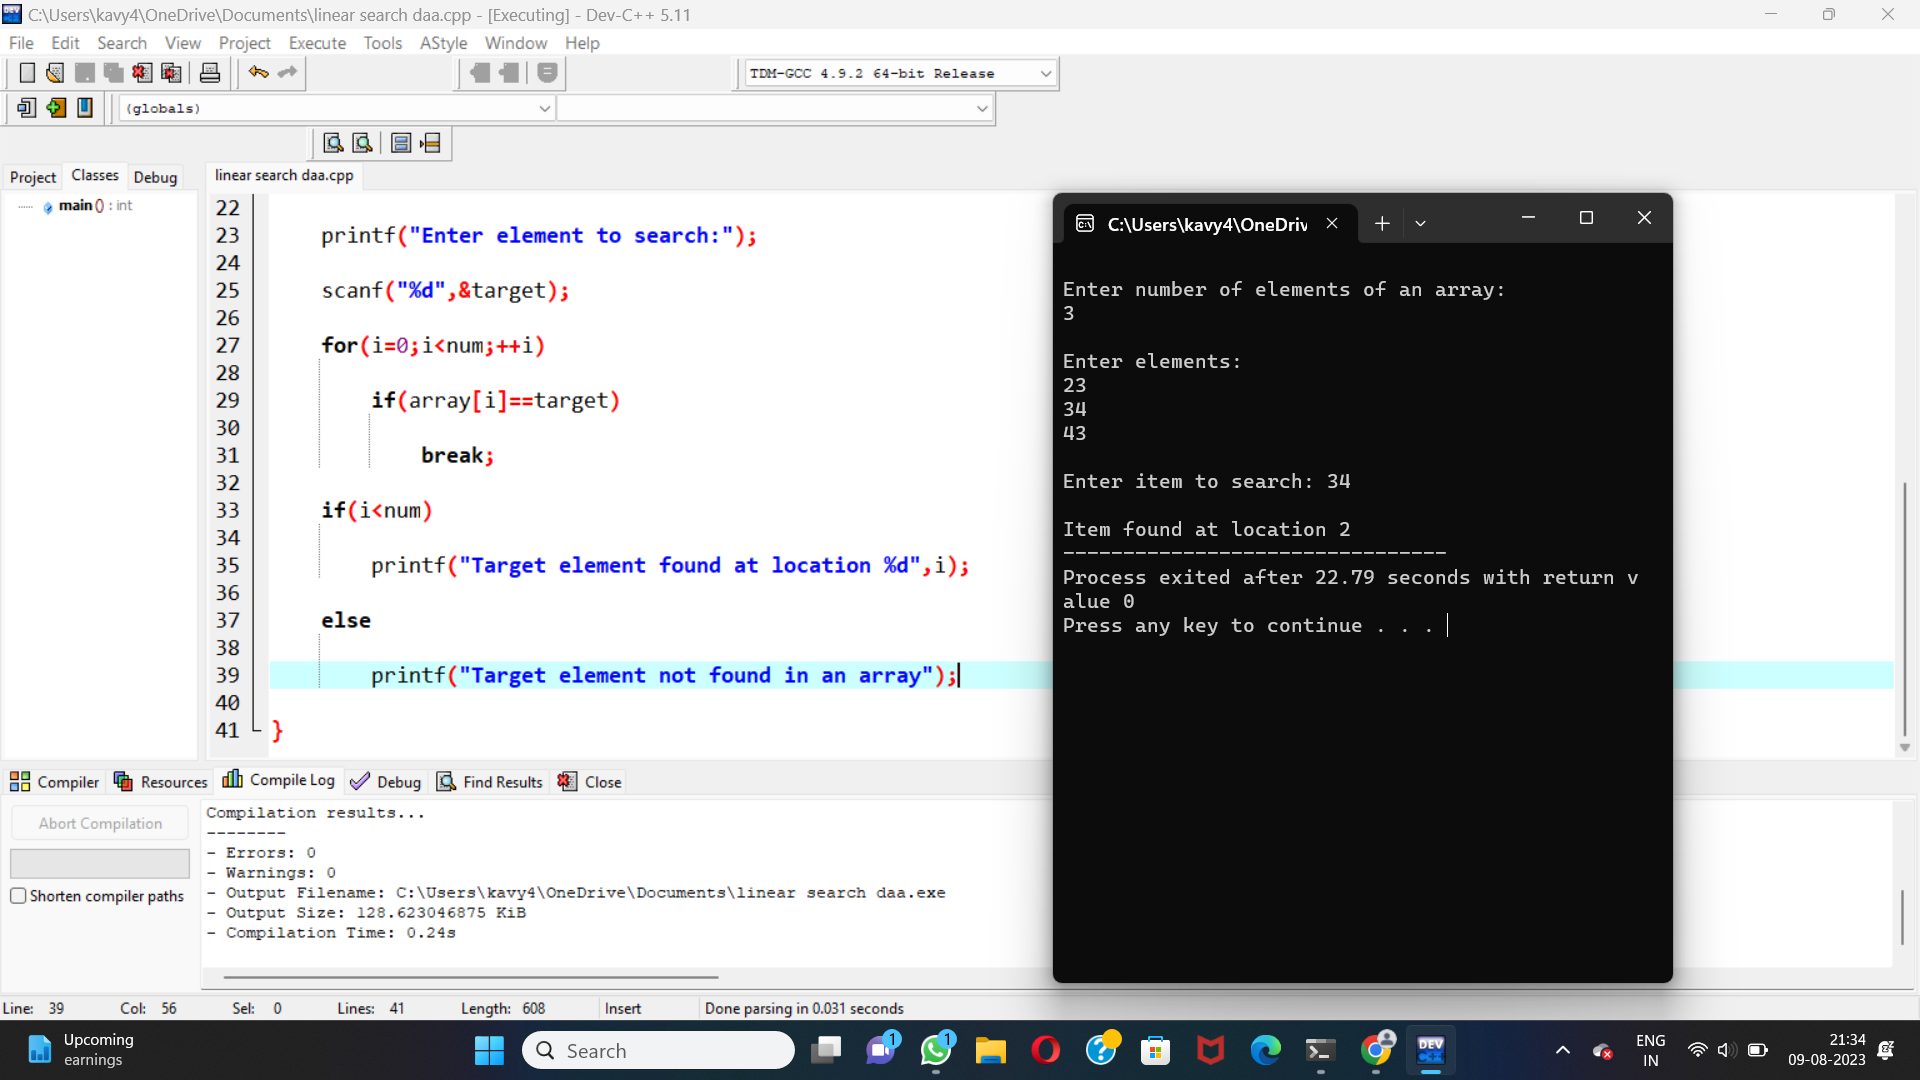 C:\Users\kavy4\OneDrive\Documents\linear search daa.cpp - [Executing] - Dev-C++ 5.11
File Edit Search View Project Execute Tools AStyle Window Help
TDM-GCC 4.9.2 64-bit Release
(globals)
Project Classes Debug
linear search daa.cpp
main () : int
22
23 printf("Enter element to search:");
24
25 scanf("%d",&target);
26
27 for(i=0;i<num;++i)
28
29 if(array[i]==target)
30
31 break;
32
33 if(i<num)
34
35 printf("Target element found at location %d",i);
36
37 else
38
39 printf("Target element not found in an array");
40
41 }
C:\Users\kavy4\OneDriv
Enter number of elements of an array:
3
Enter elements:
23
34
43
Enter item to search: 34
Item found at location 2
--------------------------------
Process exited after 22.79 seconds with return v
alue 0
Press any key to continue . . .
Compiler Resources Compile Log Debug Find Results Close
Abort Compilation
Shorten compiler paths
Compilation results...
--------
- Errors: 0
- Warnings: 0
- Output Filename: C:\Users\kavy4\OneDrive\Documents\linear search daa.exe
- Output Size: 128.623046875 KiB
- Compilation Time: 0.24s
Line: 39 Col: 56 Sel: 0 Lines: 41 Length: 608 Insert Done parsing in 0.031 seconds
Upcoming
earnings
Search
1
1
DEV
C++
ENG
IN
21:34
09-08-2023